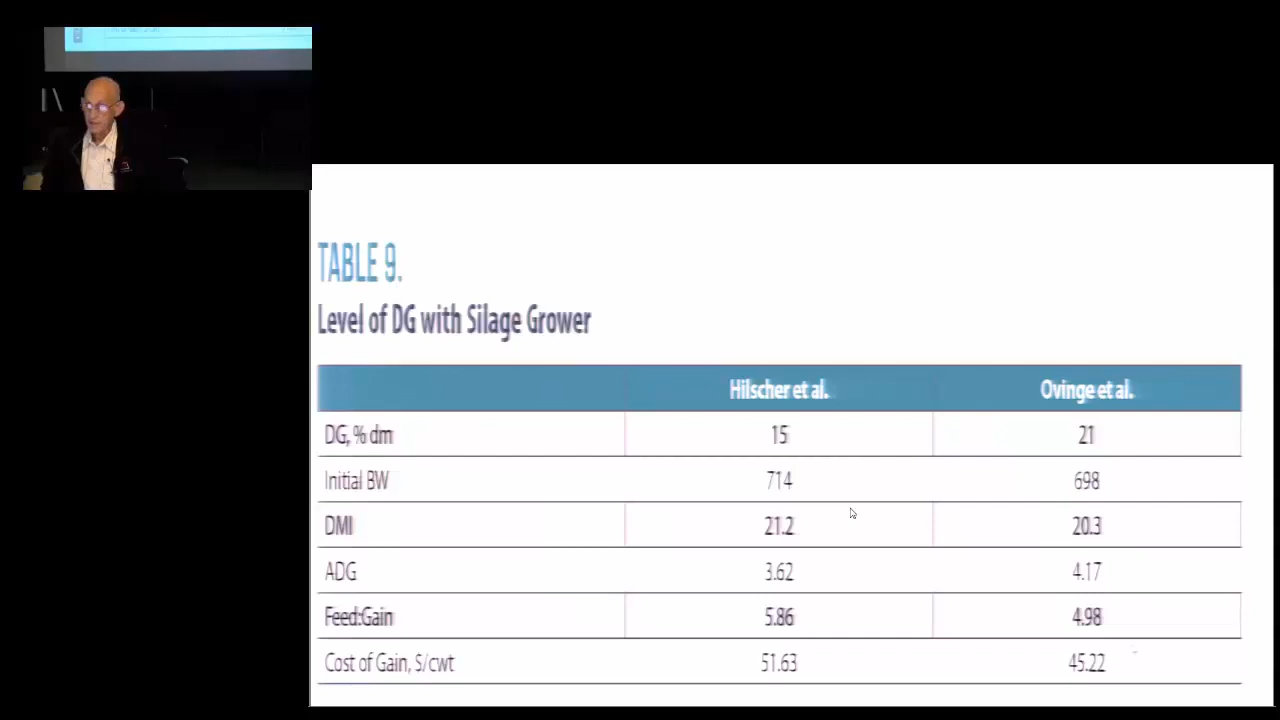 TABLE 9.
Level of DG with Silage Grower
Hilscher et al. Ovinge et al.
DG, % dm 15 21
Initial BW 714 698
DMI 21.2 20.3
ADG 3.62 4.17
Feed:Gain 5.86 4.98
Cost of Gain, $/cwt 51.63 45.22